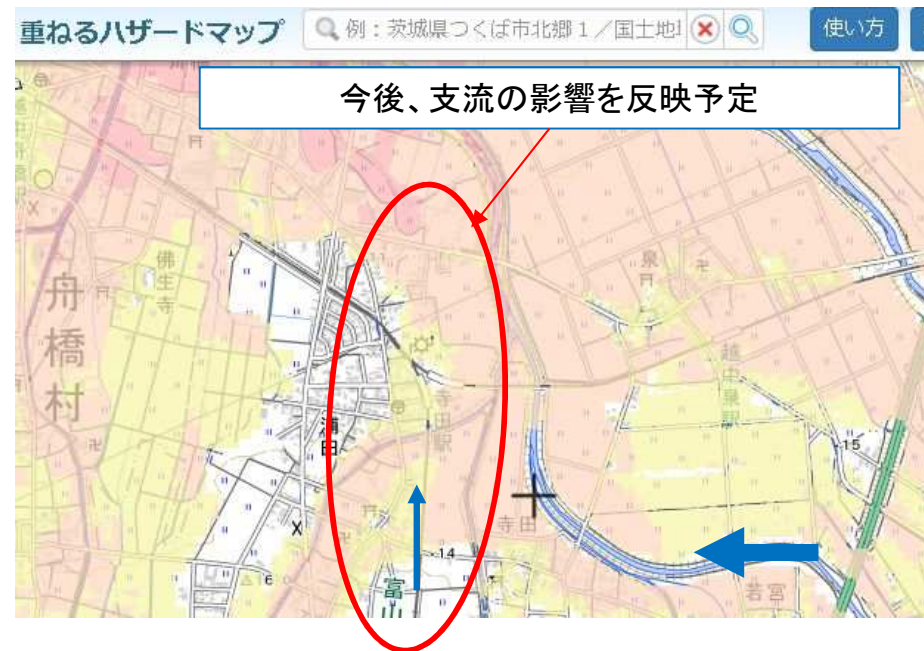 重ねるハザードマップ
例：茨城県つくば市北郷１／国土地
使い方
今後、支流の影響を反映予定
佛生寺
舟橋村
泉
越中泉駅
寺田駅
浦田
15
寺田
14
6
富山
若宮